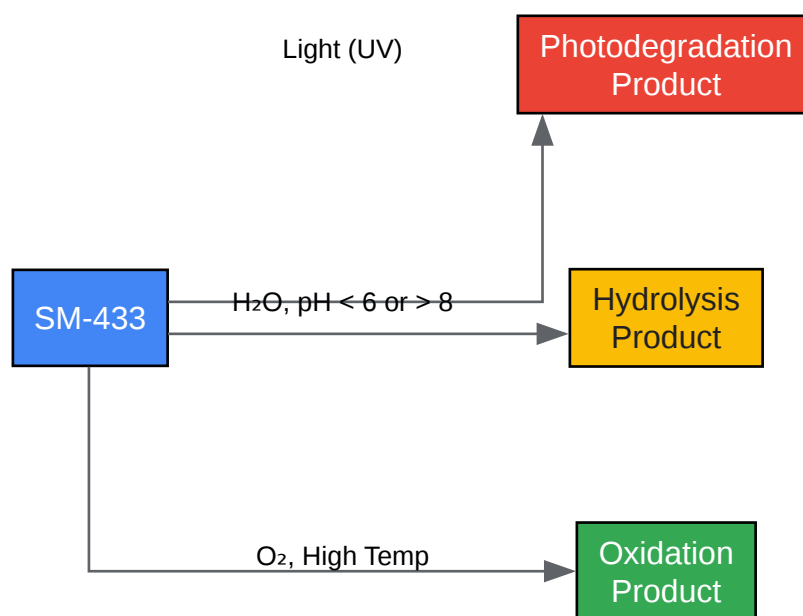 Light (UV)
Photodegradation
Product
SM-433
H₂O, pH < 6 or > 8
Hydrolysis
Product
O₂, High Temp
Oxidation
Product